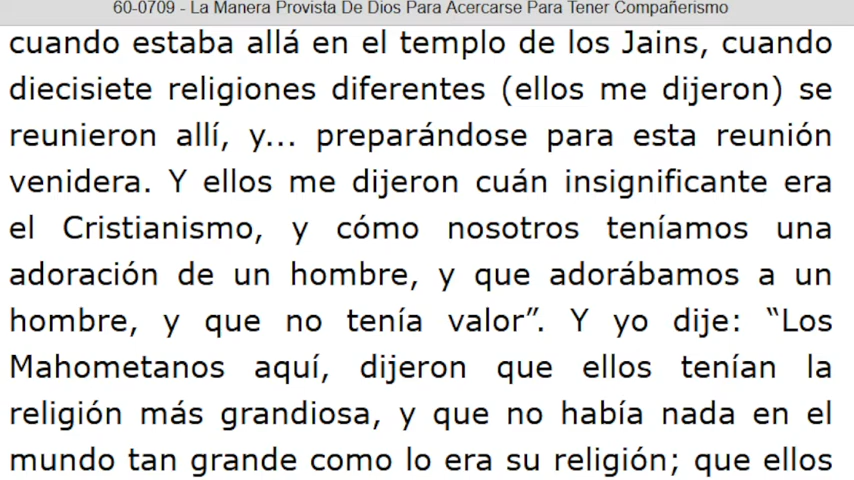 60-0709 - La Manera Provista De Dios Para Acercarse Para Tener Compañerismo
cuando estaba allá en el templo de los Jains, cuando
diecisiete religiones diferentes (ellos me dijeron) se
reunieron allí, y... preparándose para esta reunión
venidera. Y ellos me dijeron cuán insignificante era
el Cristianismo, y cómo nosotros teníamos una
adoración de un hombre, y que adorábamos a un
hombre, y que no tenía valor”. Y yo dije: “Los
Mahometanos aquí, dijeron que ellos tenían la
religión más grandiosa, y que no había nada en el
mundo tan grande como lo era su religión; que ellos